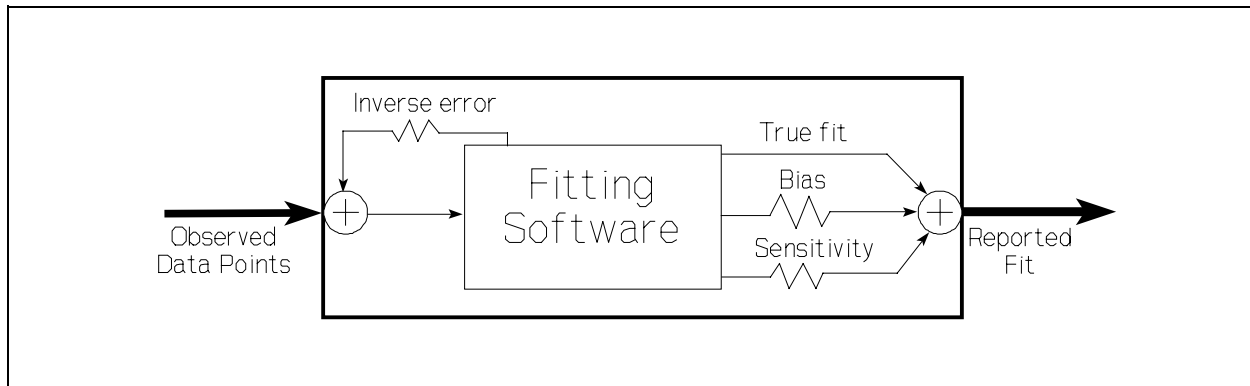 Inverse error
True fit
Fitting
Software
Bias
Sensitivity
Observed
Data Points
Reported
Fit